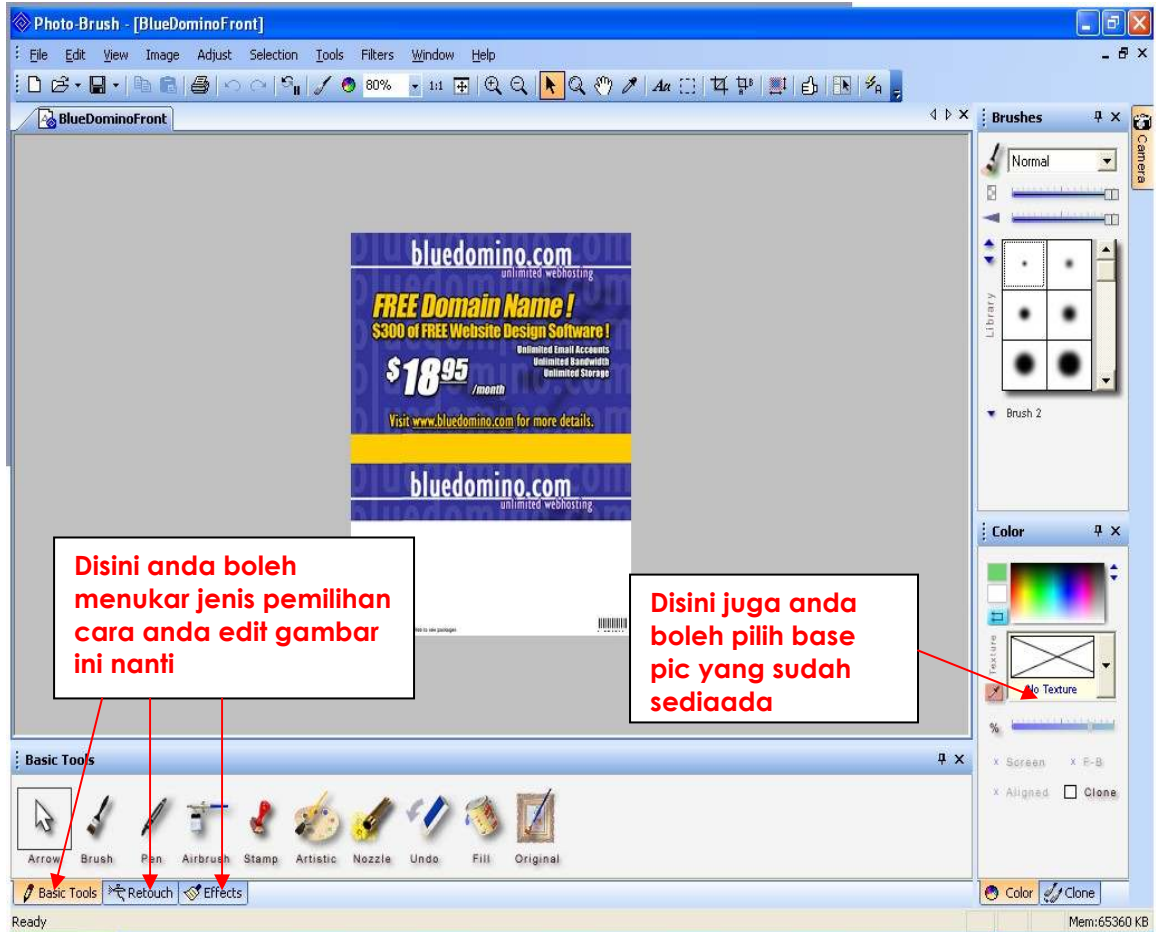 Photo-Brush - [BlueDominoFront]
File Edit View Image Adjust Selection Tools Filters Window Help
80% 1:1 Aa
BlueDominoFront
Brushes
Camera
Normal
Library
Brush 2
bluedomino.com
unlimited webhosting
FREE Domain Name !
$300 of FREE Website Design Software !
Unlimited Email Accounts
Unlimited Bandwidth
Unlimited Storage
$18 95 /month
Visit www.bluedomino.com for more details.
bluedomino.com
unlimited webhosting
Disini anda boleh
menukar jenis pemilihan
cara anda edit gambar
ini nanti
Disini juga anda
boleh pilih base
pic yang sudah
sediaada
Color
Texture
No Texture
%
x Screen x F-B
x Aligned Clone
Basic Tools
Arrow Brush Pen Airbrush Stamp Artistic Nozzle Undo Fill Original
Basic Tools Retouch Effects
Color Clone
Ready
Mem:65360 KB